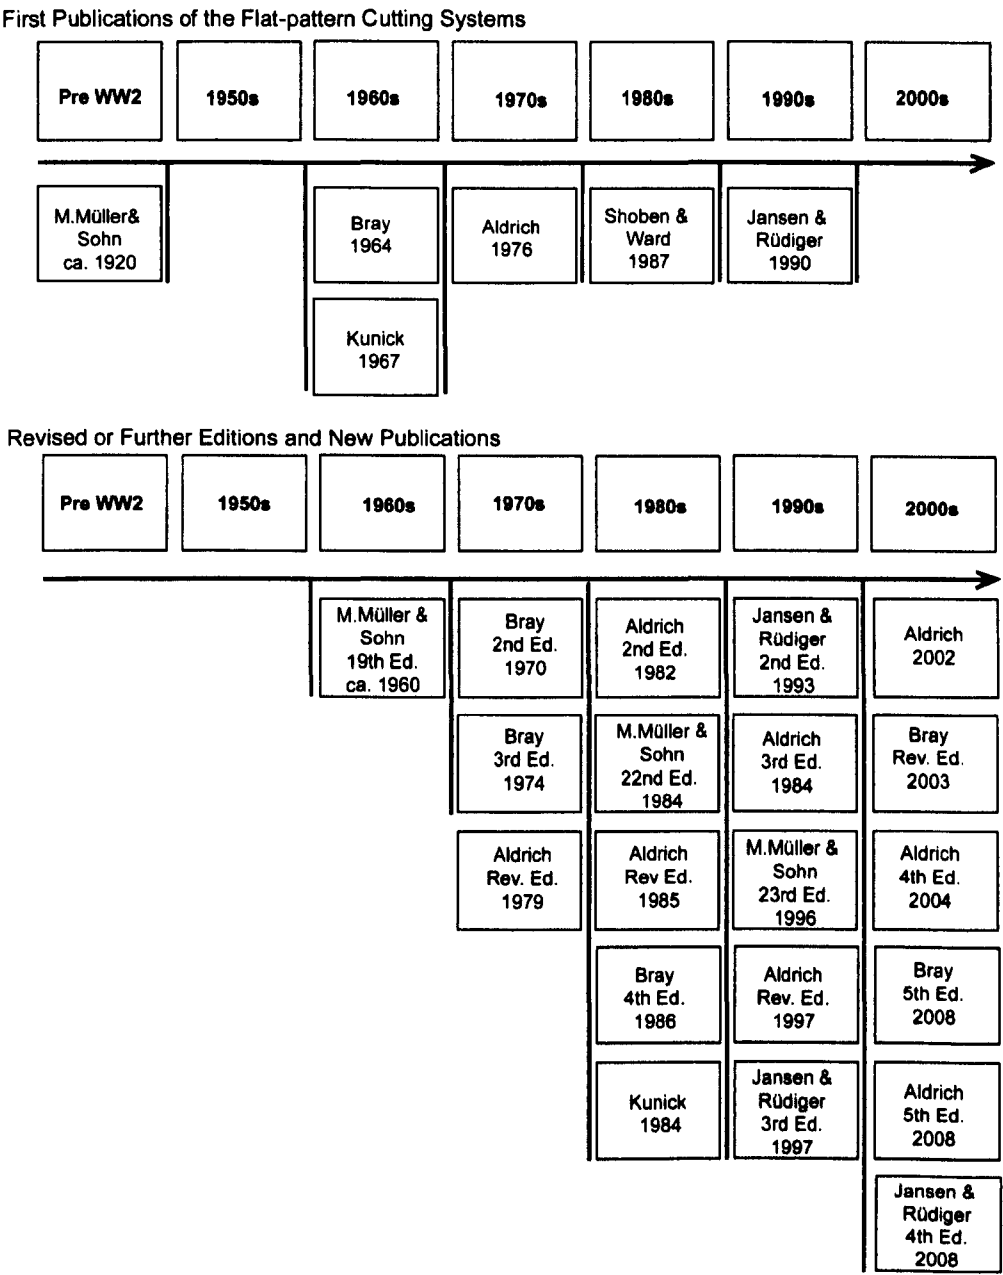 First Publications of the Flat-pattern Cutting Systems
Pre WW2
1950s
1960s
1970s
1980s
1990s
2000s
M.Müller&
Sohn
ca. 1920
Bray
1964
Kunick
1967
Aldrich
1976
Shoben &
Ward
1987
Jansen &
Rüdiger
1990
Revised or Further Editions and New Publications
Pre WW2
1950s
1960s
1970s
1980s
1990s
2000s
M.Müller &
Sohn
19th Ed.
ca. 1960
Bray
2nd Ed.
1970
Bray
3rd Ed.
1974
Aldrich
Rev. Ed.
1979
Aldrich
2nd Ed.
1982
M.Müller &
Sohn
22nd Ed.
1984
Aldrich
Rev Ed.
1985
Bray
4th Ed.
1986
Kunick
1984
Jansen &
Rüdiger
2nd Ed.
1993
Aldrich
3rd Ed.
1984
M.Müller &
Sohn
23rd Ed.
1996
Aldrich
Rev. Ed.
1997
Jansen &
Rüdiger
3rd Ed.
1997
Aldrich
2002
Bray
Rev. Ed.
2003
Aldrich
4th Ed.
2004
Bray
5th Ed.
2008
Aldrich
5th Ed.
2008
Jansen &
Rüdiger
4th Ed.
2008